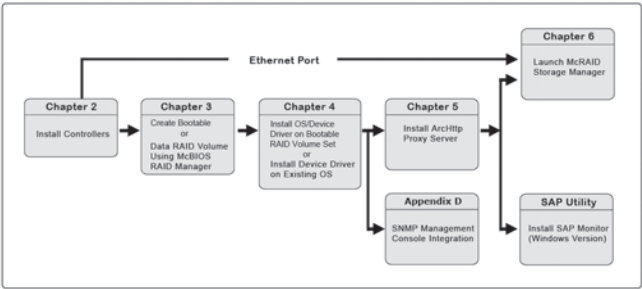 Chapter 6
Launch McRAID
Storage Manager
Ethernet Port
Chapter 2
Install Controllers
Chapter 3
Create Bootable
or
Data RAID Volume
Using McBIOS
RAID Manager
Chapter 4
Install OS/Device
Driver on Bootable
RAID Volume Set
or
Install Device Driver
on Existing OS
Chapter 5
Install ArcHttp
Proxy Server
Appendix D
SNMP Management
Console Integration
SAP Utility
Install SAP Monitor
(Windows Version)